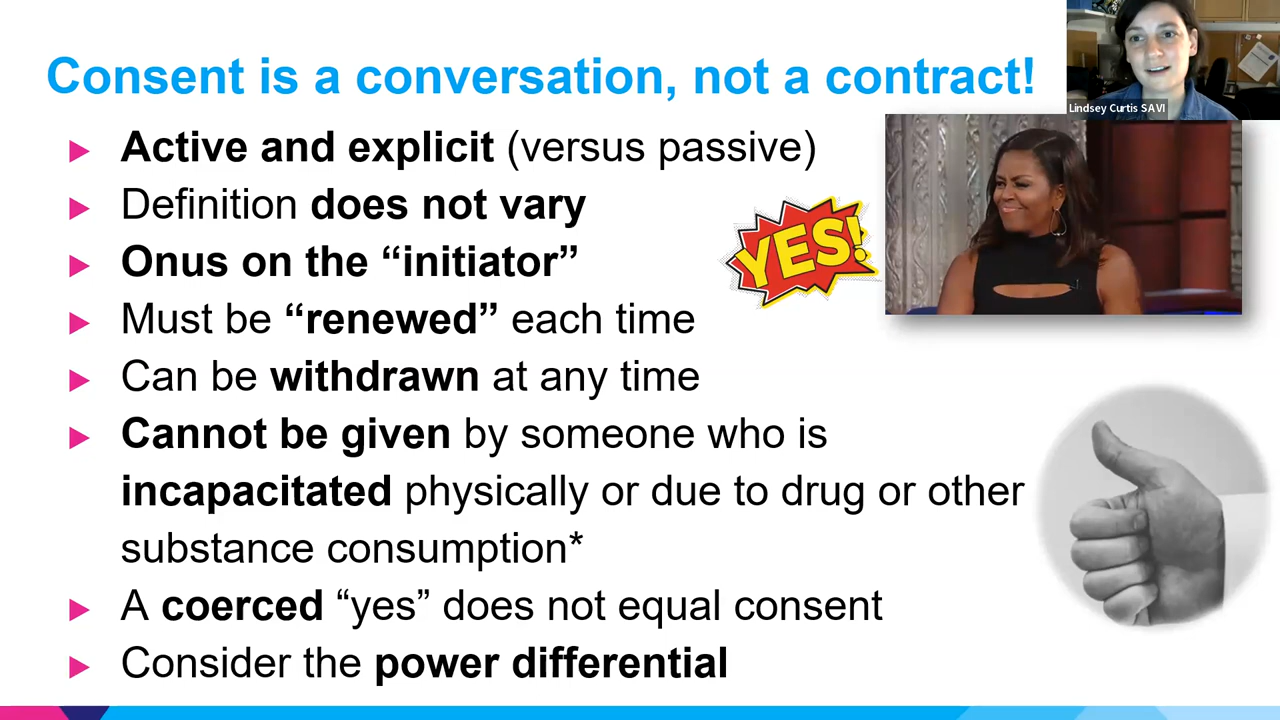 Consent is a conversation, not a contract!
Lindsey Curtis SAVI
Active and explicit (versus passive)
Definition does not vary
Onus on the “initiator”
YES!
Must be “renewed” each time
Can be withdrawn at any time
Cannot be given by someone who is
incapacitated physically or due to drug or other
substance consumption*
A coerced “yes” does not equal consent
Consider the power differential